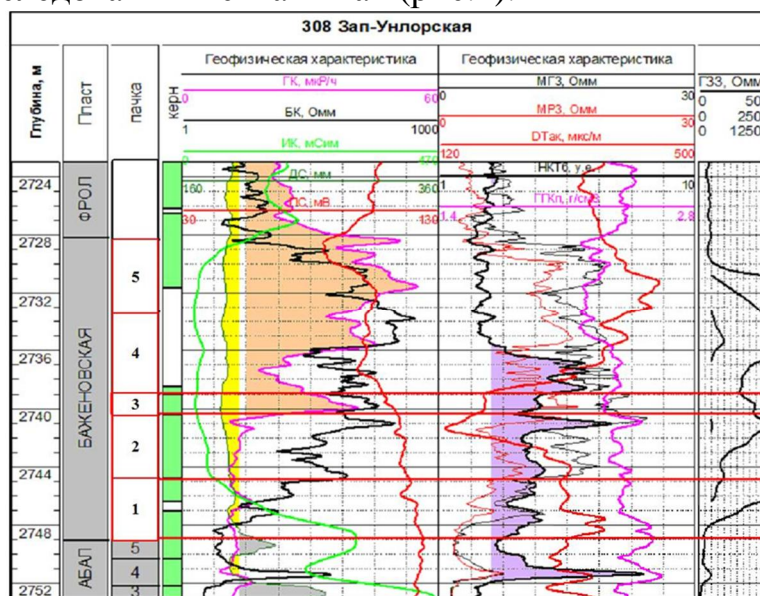 308 Зап-Унлорская
Глубина, м
Пласт
пачка
керн
Геофизическая характеристика
Геофизическая характеристика
ГК, мкР/ч
0 60
БК, Омм
1 1000
ИК, мСим
0
ДС, мм
160 360
ПС, мВ
30 130
МГЗ, Омм
0 30
МРЗ, Омм
0 30
DTак, мкс/м
120 500
НКТб, у.е.
1 10
ГГКп, г/см3
1.4 2.8
ГЗЗ, Омм
0 50
0 250
0 1250
ФРОЛ
БАЖЕНОВСКАЯ
АБАЛ
2724
2728
2732
2736
2740
2744
2748
2752
5
4
3
2
1
5
4
3